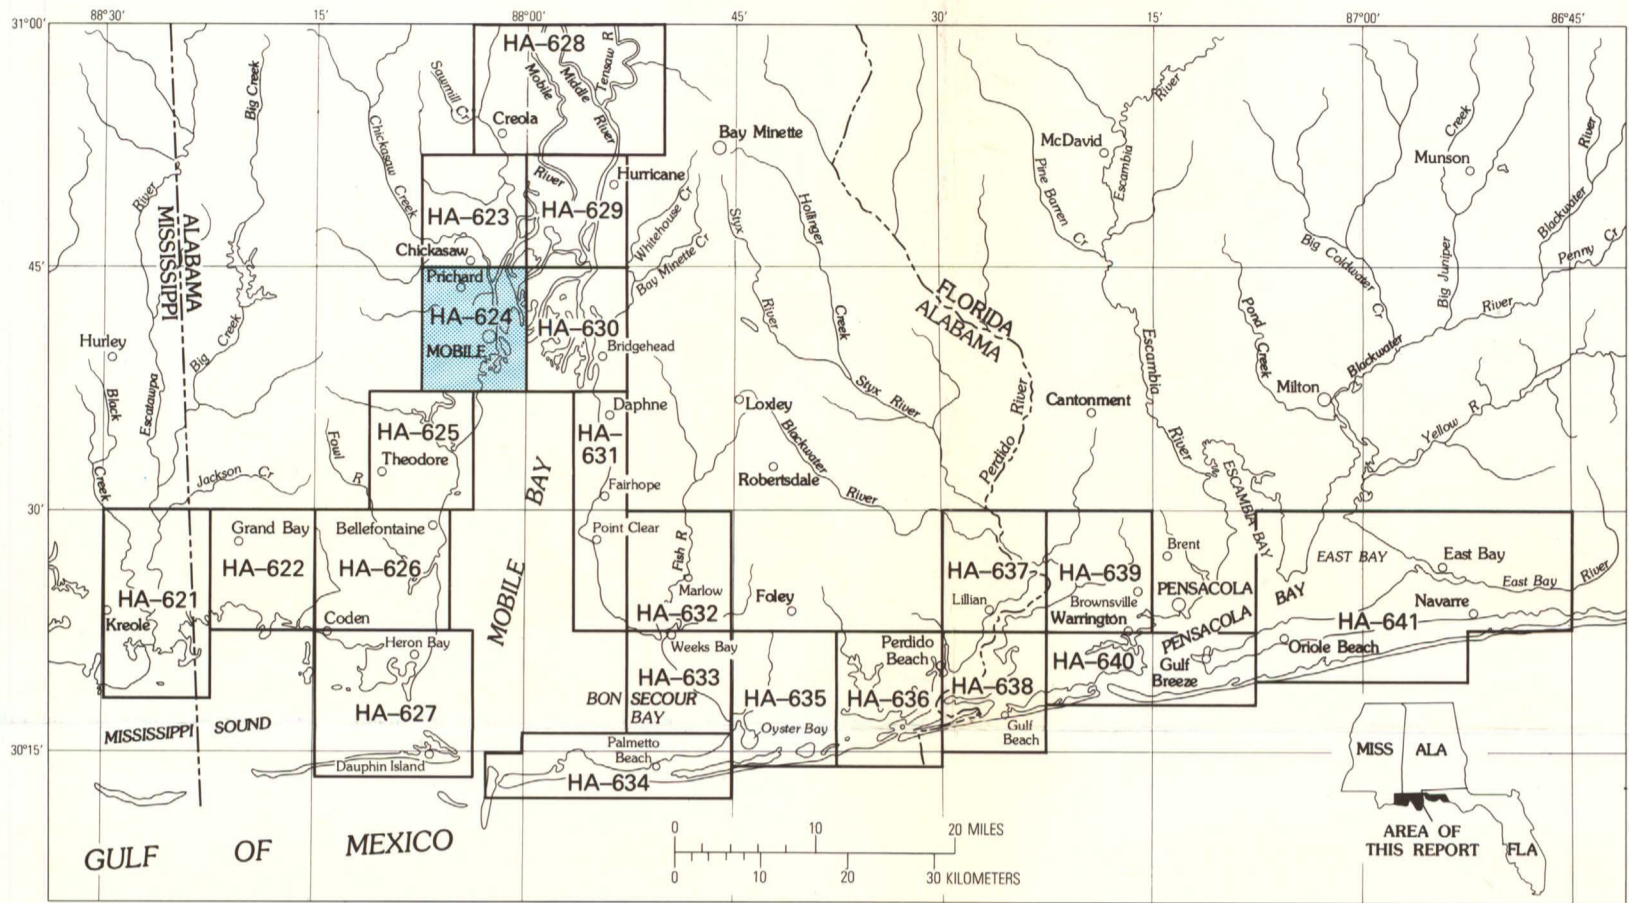 31°00′
88°30′
15′
88°00′
45′
30′
15′
87°00′
86°45′
HA–628
Mobile
Middle
River
Tensaw R
Sawmill Cr
Creola
Big Creek
Chickasaw Creek
Bay Minette
McDavid
Escambia
River
Pine Barren
Cr
Munson
Creek
Big Juniper
Blackwater
River
Penny
Cr
River
ALABAMA
MISSISSIPPI
HA–623
River
Hurricane
HA–629
Whitehouse Cr
Bay Minette Cr
Styx
River
Hollinger
Creek
Chickasaw
45′
Prichard
HA–624
MOBILE
HA–630
Bridgehead
FLORIDA
ALABAMA
Big Coldwater
Cr
Pond Creek
Blackwater
River
Hurley
Black
Creek
Escatawpa
Big
Creek
Styx
River
Perdido
River
Cantonment
Escambia
River
Milton
Yellow
R
Daphne
Loxley
HA–625
Theodore
HA–
631
Fowl
R
Fairhope
Blackwater
River
Robertsdale
Jackson
Cr
ESCAMBIA BAY
30′
Grand Bay
HA–622
Bellefontaine
HA–626
MOBILE
BAY
Point Clear
Fish R
Marlow
HA–632
Foley
HA–637
Lillian
HA–639
Brownsville
Warrington
Brent
PENSACOLA
PENSACOLA
BAY
EAST BAY
East Bay
East Bay
River
Navarre
HA–641
Oriole Beach
HA–621
Kreole
Coden
Heron Bay
HA–627
Weeks Bay
HA–633
BON SECOUR
BAY
HA–635
Oyster Bay
Perdido
Beach
HA–636
HA–638
Gulf
Beach
HA–640
Gulf
Breeze
MISSISSIPPI
SOUND
30°15′
Dauphin Island
Palmetto
Beach
HA–634
GULF
OF
MEXICO
0
10
20 MILES
0
10
20
30 KILOMETERS
MISS
ALA
AREA OF
THIS REPORT
FLA